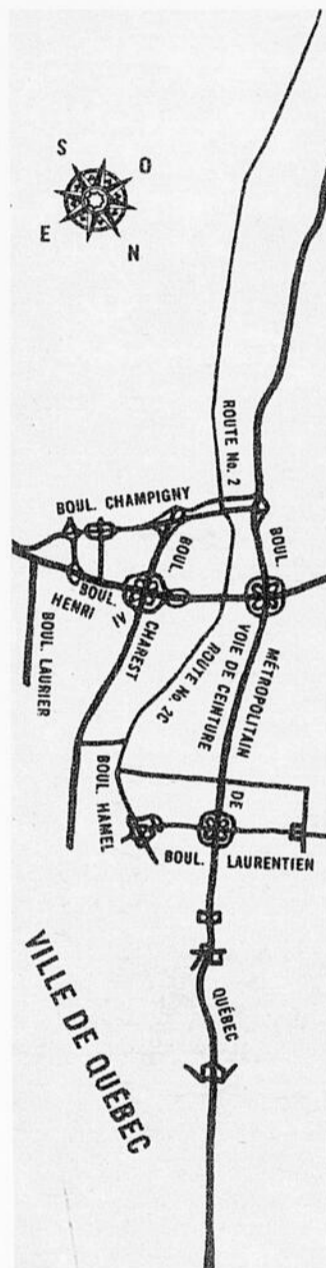 S
O
E
N
ROUTE No. 2
BOUL. CHAMPIGNY
BOUL.
BOUL
BOUL.
HENRI IV
CHAREST
BOUL. LAURIER
MÉTROPOLITAIN
VOIE DE CEINTURE
ROUTE No. 2C
DE
BOUL. HAMEL
BOUL. LAURENTIEN
QUÉBEC
VILLE DE QUÉBEC